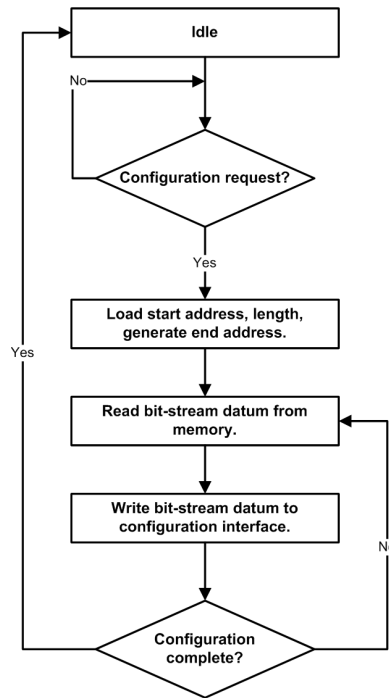 Idle
No
Configuration request?
Yes
Load start address, length,
generate end address.
Yes
Read bit-stream datum from
memory.
Write bit-stream datum to
configuration interface.
No
Configuration
complete?